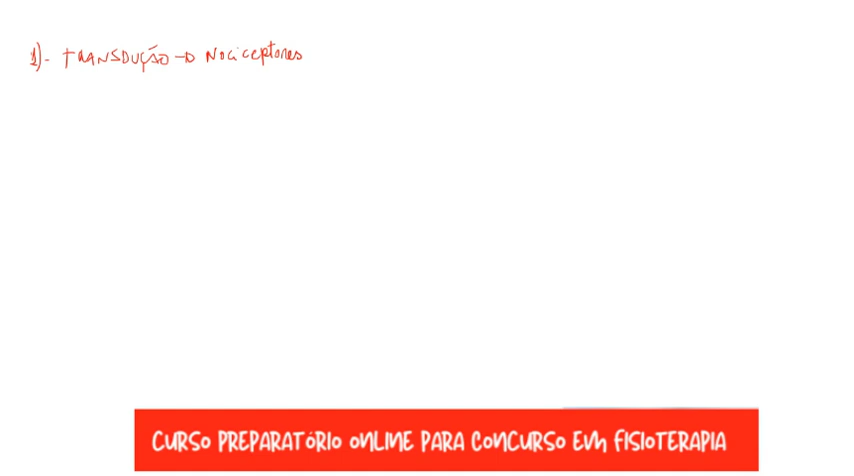 1)- TRANSDUÇÃO → Nociceptores
CURSO PREPARATÓRIO ONLINE PARA CONCURSO EM FISIOTERAPIA